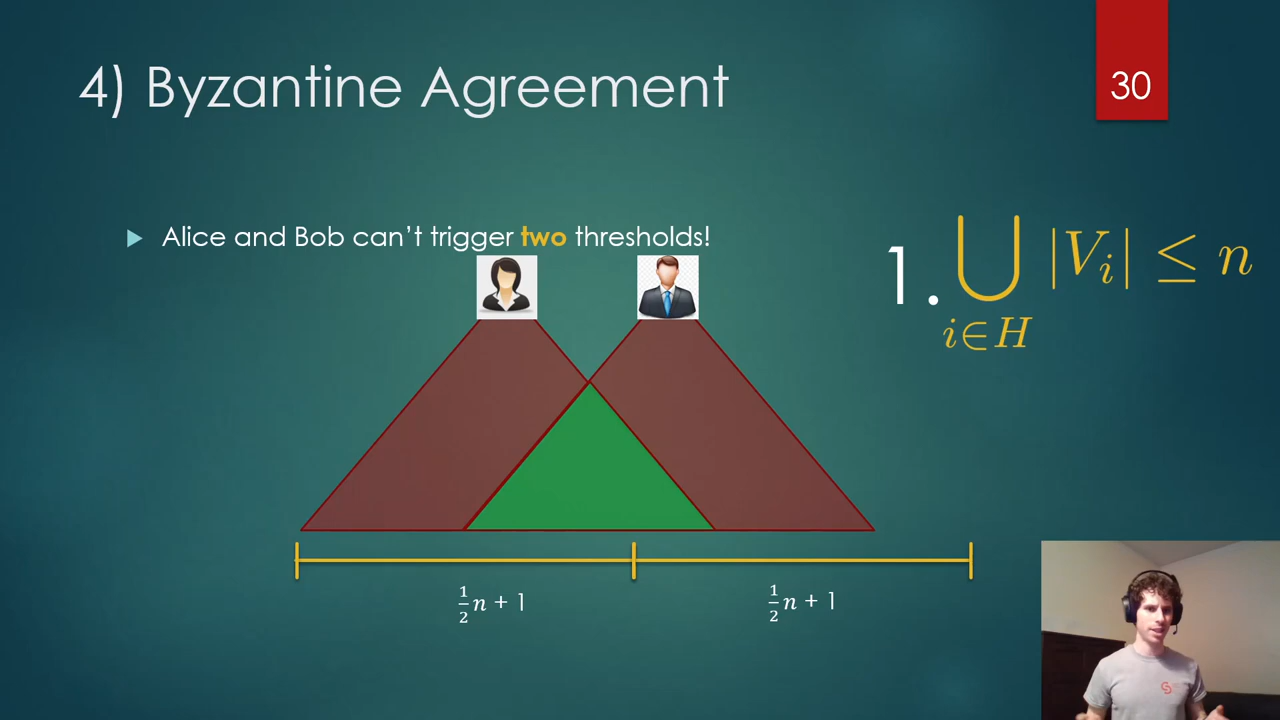 4) Byzantine Agreement
30
Alice and Bob can't trigger two thresholds!
1. ⋃_{i∈H} |V_i| ≤ n
½n + 1
½n + 1